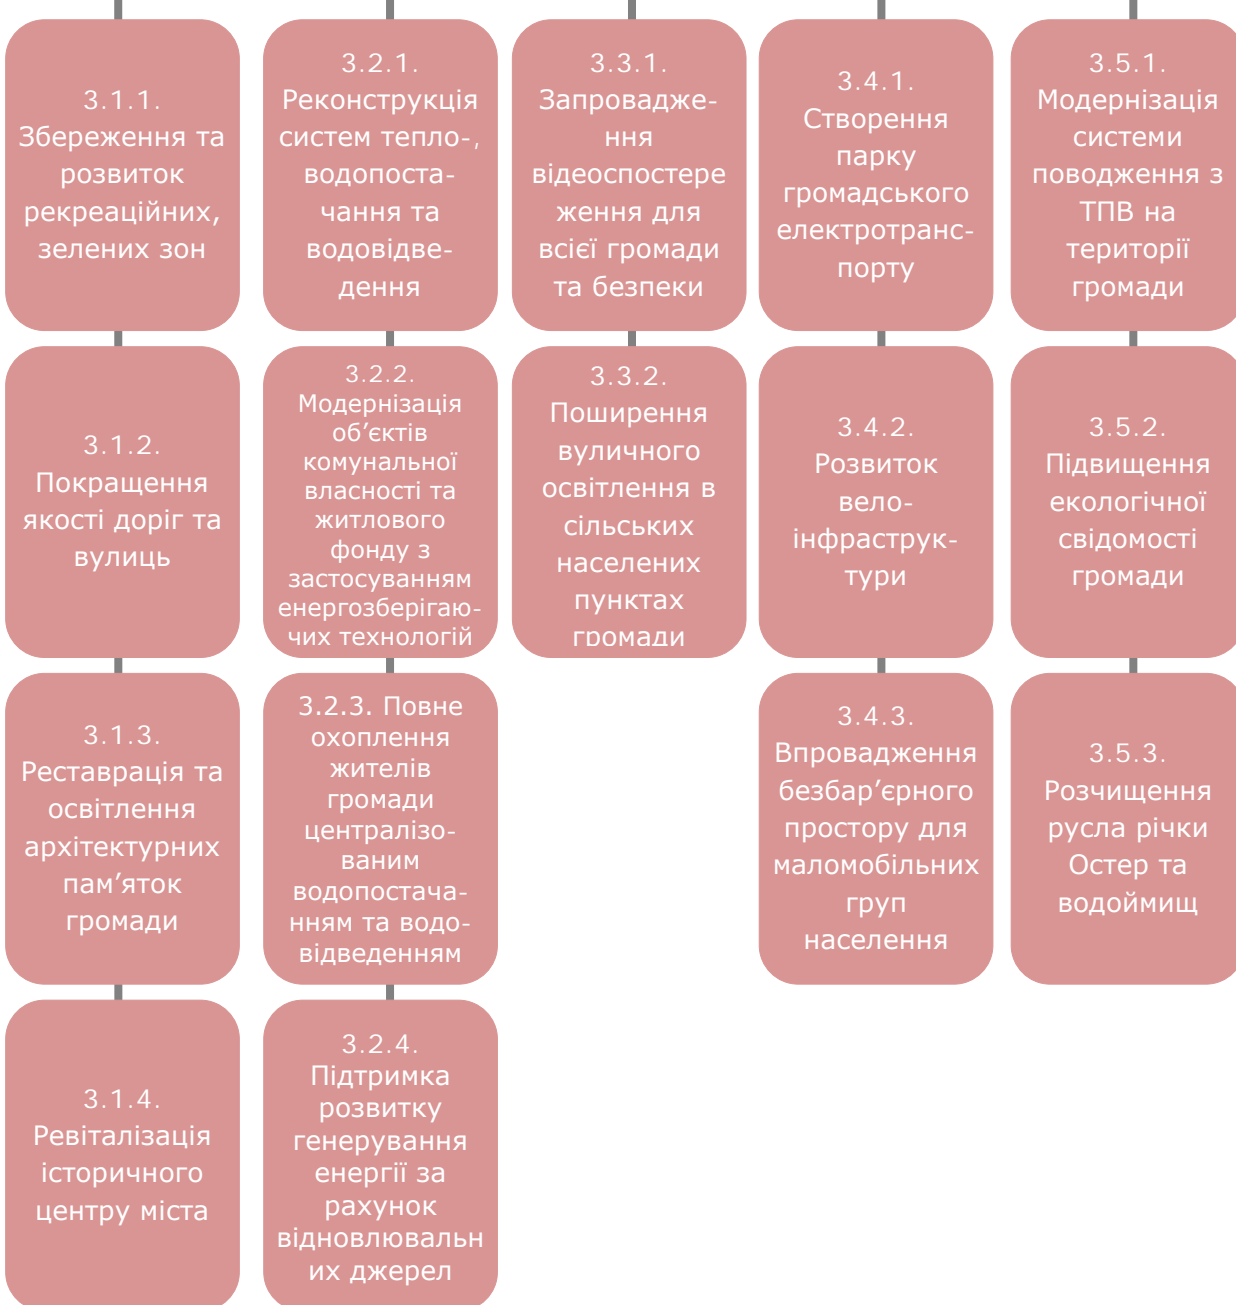 3.1.1.
Збереження та
розвиток
рекреаційних,
зелених зон
3.2.1.
Реконструкція
систем тепло-,
водопоста-
чання та
водовідве-
дення
3.3.1.
Запровадже-
ння
відеоспостере
ження для
всієї громади
та безпеки
3.4.1.
Створення
парку
громадського
електротранс-
порту
3.5.1.
Модернізація
системи
поводження з
ТПВ на
території
громади
3.1.2.
Покращення
якості доріг та
вулиць
3.2.2.
Модернізація
об’єктів
комунальної
власності та
житлового
фонду з
застосуванням
енергозберігаю-
чих технологій
3.3.2.
Поширення
вуличного
освітлення в
сільських
населених
пунктах
громади
3.4.2.
Розвиток
вело-
інфраструк-
тури
3.5.2.
Підвищення
екологічної
свідомості
громади
3.1.3.
Реставрація та
освітлення
архітектурних
пам’яток
громади
3.2.3. Повне
охоплення
жителів
громади
централізо-
ваним
водопостача-
нням та водо-
відведенням
3.4.3.
Впровадження
безбар’єрного
простору для
маломобільних
груп
населення
3.5.3.
Розчищення
русла річки
Остер та
водоймищ
3.1.4.
Ревіталізація
історичного
центру міста
3.2.4.
Підтримка
розвитку
генерування
енергії за
рахунок
відновлювальн
их джерел